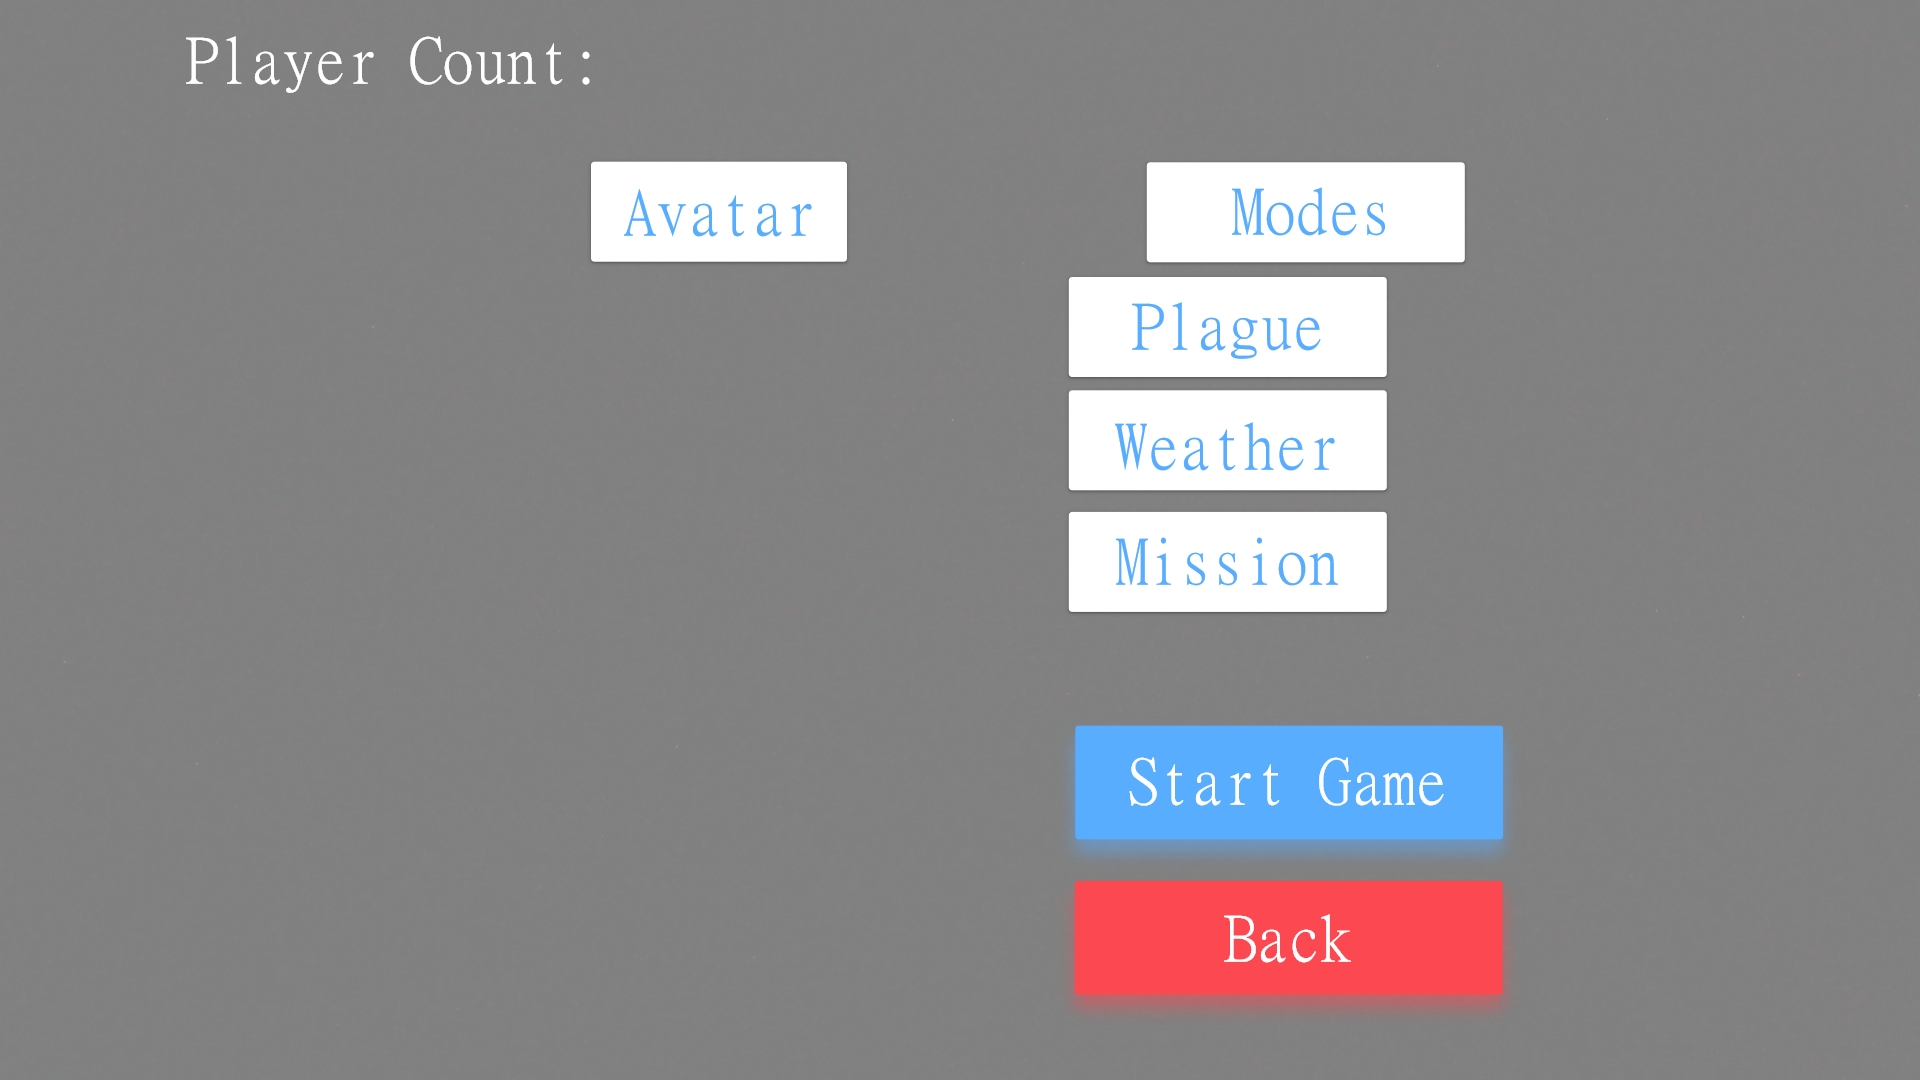 Player Count:
Avatar
Modes
Plague
Weather
Mission
Start Game
Back